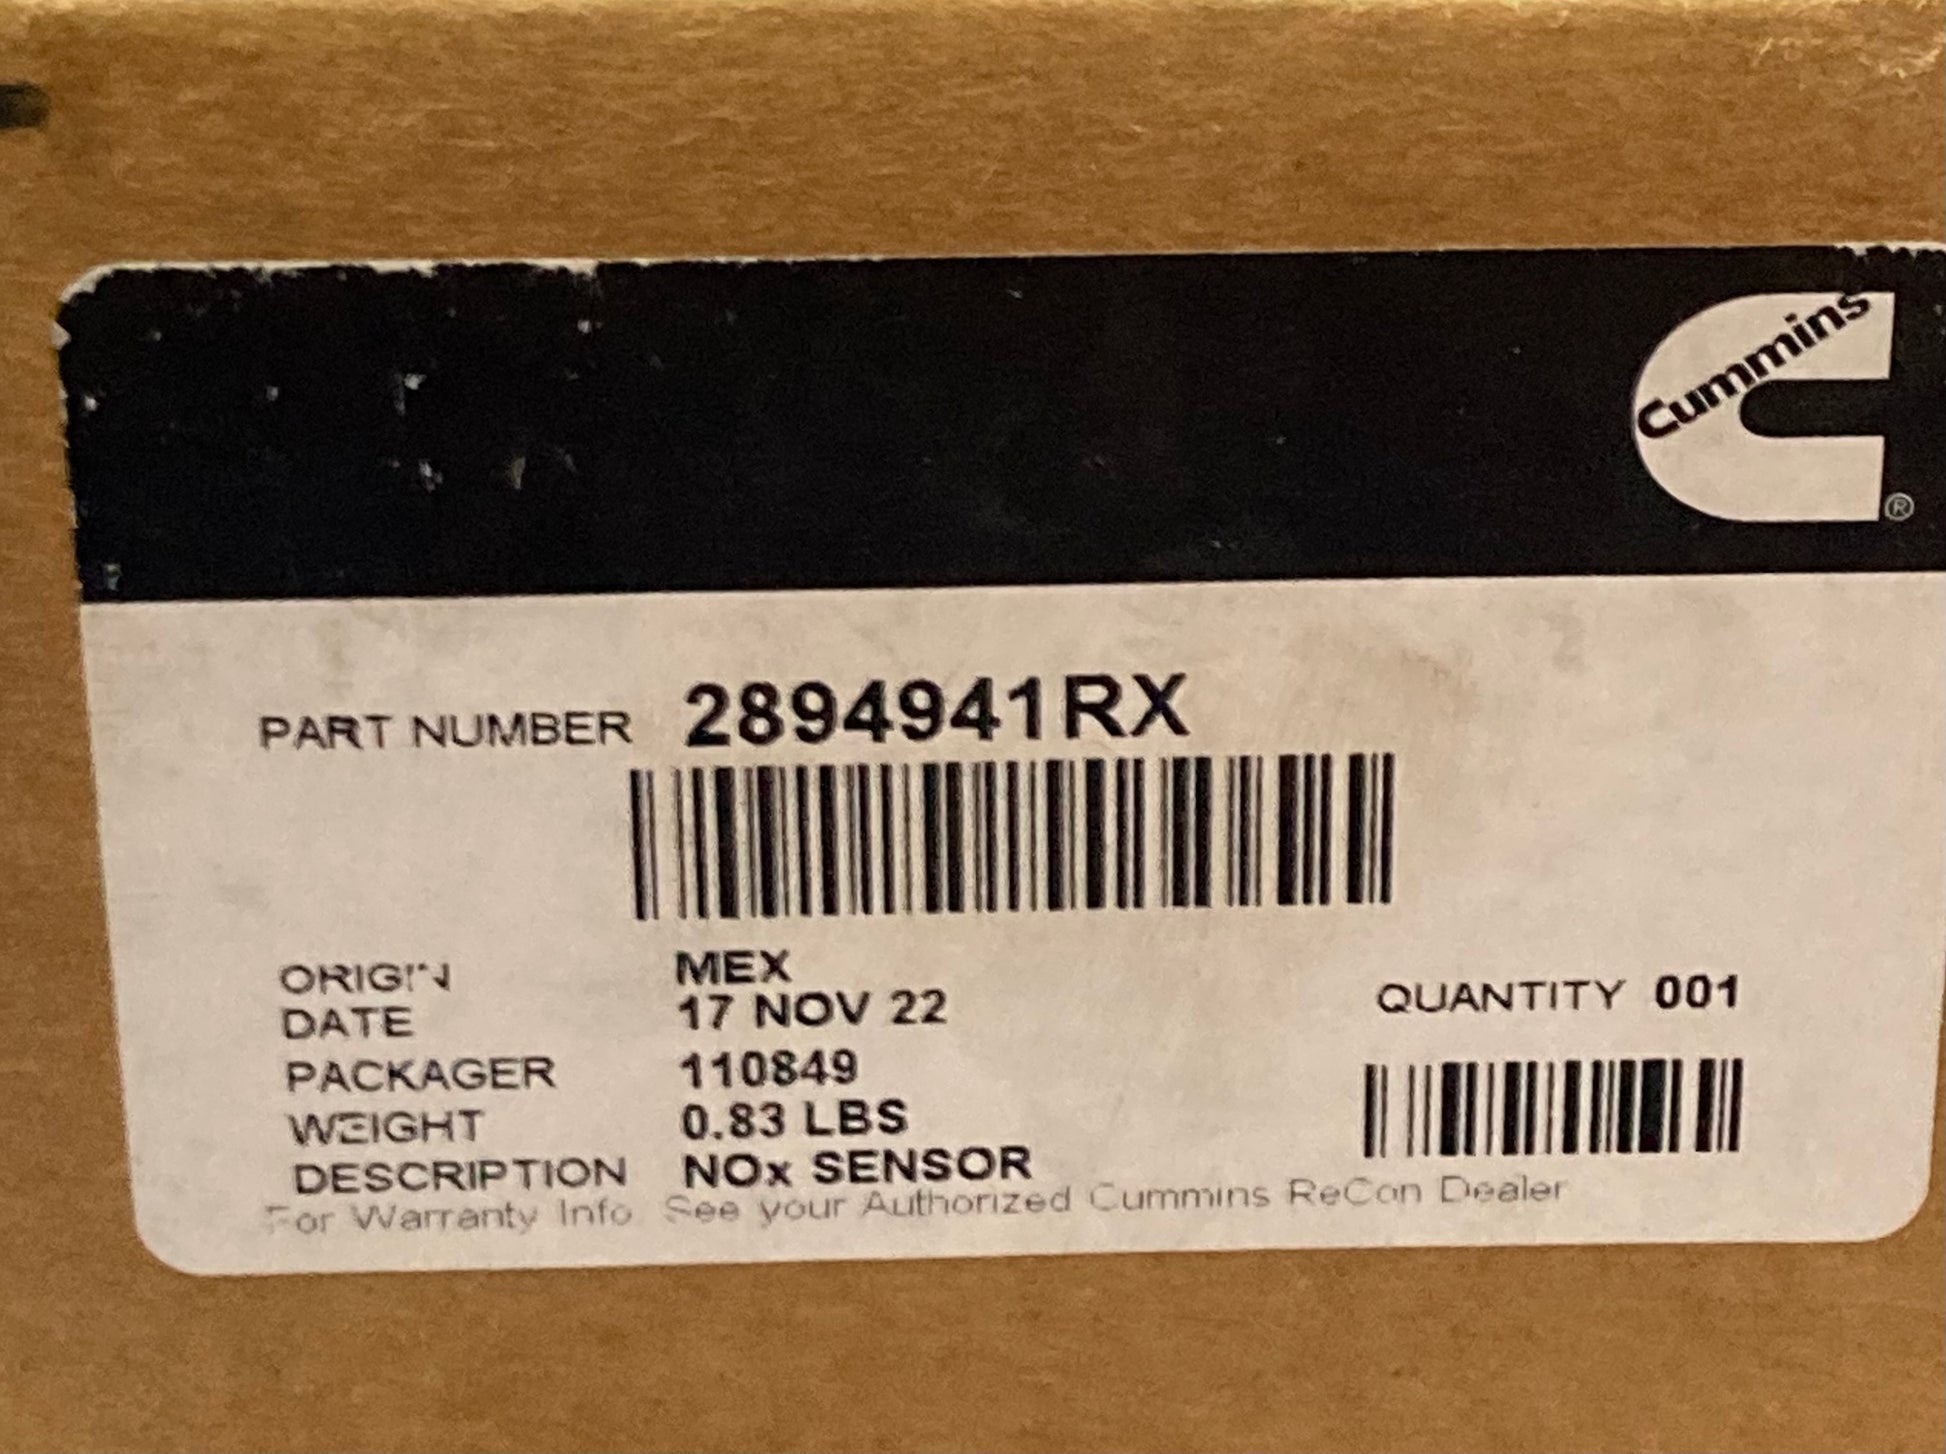 Cummins
®
PART NUMBER 2894941RX
ORIGIN MEX
DATE 17 NOV 22
QUANTITY 001
PACKAGER 110849
WEIGHT 0.83 LBS
DESCRIPTION NOx SENSOR
For Warranty Info See your Authorized Cummins ReCon Dealer